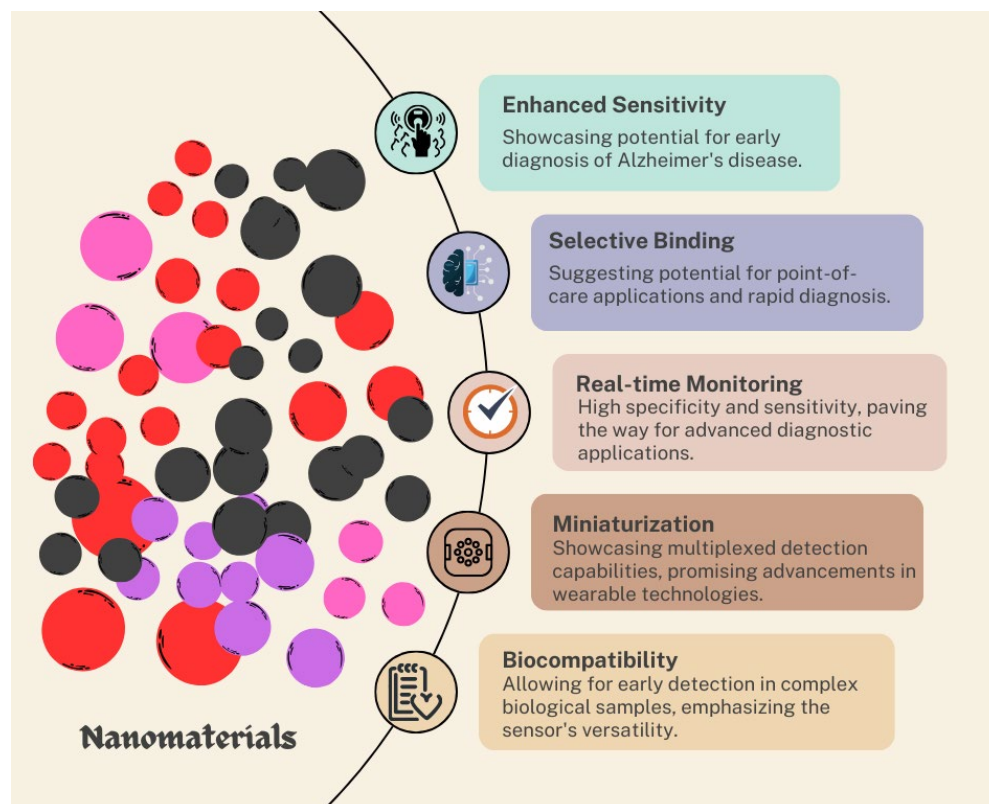 Enhanced Sensitivity
Showcasing potential for early
diagnosis of Alzheimer's disease.
Selective Binding
Suggesting potential for point-of-
care applications and rapid diagnosis.
Real-time Monitoring
High specificity and sensitivity, paving
the way for advanced diagnostic
applications.
Miniaturization
Showcasing multiplexed detection
capabilities, promising advancements in
wearable technologies.
Biocompatibility
Allowing for early detection in complex
biological samples, emphasizing the
sensor's versatility.
Nanomaterials